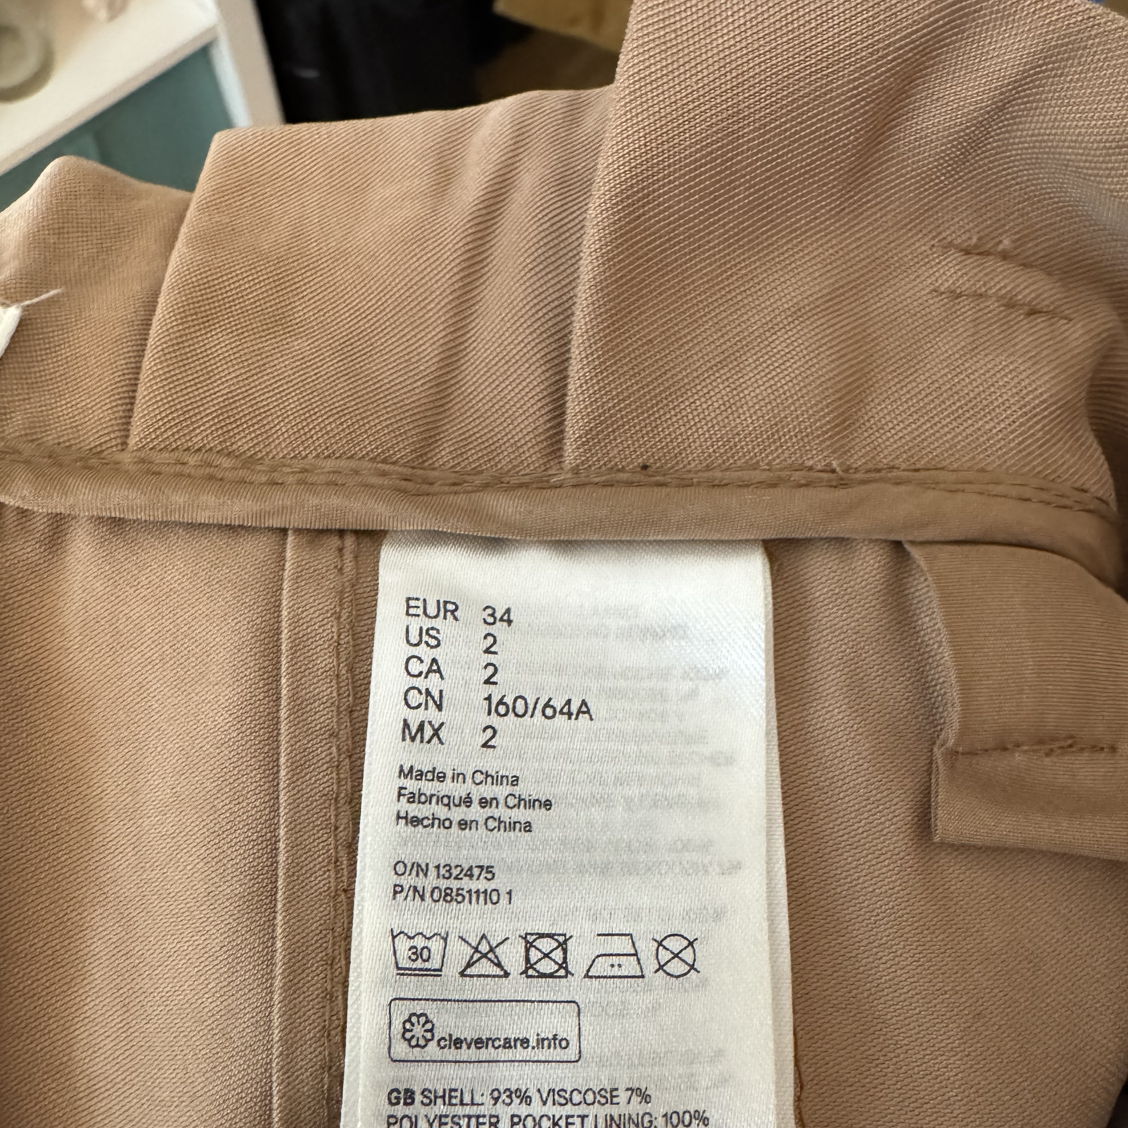 EUR 34
US 2
CA 2
CN 160/64A
MX 2
Made in China
Fabriqué en Chine
Hecho en China
O/N 132475
P/N 0851110 1
30
clevercare.info
GB SHELL: 93% VISCOSE 7%
POLYESTER POCKET LINING: 100%